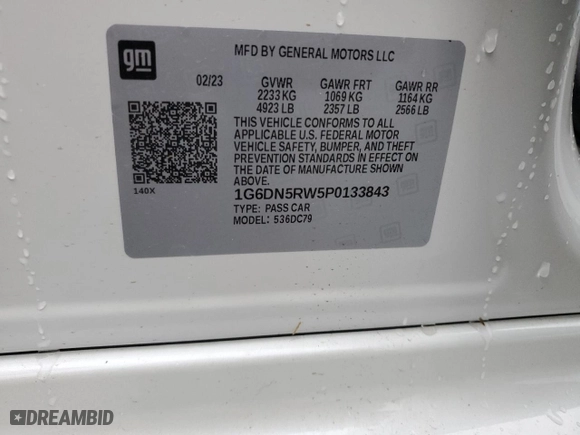 gm
MFD BY GENERAL MOTORS LLC
02/23 GVWR GAWR FRT GAWR RR
2233 KG 1069 KG 1164 KG
4923 LB 2357 LB 2566 LB
THIS VEHICLE CONFORMS TO ALL
APPLICABLE U.S. FEDERAL MOTOR
VEHICLE SAFETY, BUMPER, AND THEFT
PREVENTION STANDARDS IN EFFECT ON
THE DATE OF MANUFACTURE SHOWN
ABOVE.
140X
1G6DN5RW5P0133843
TYPE: PASS CAR
MODEL: 536DC79
DREAMBID